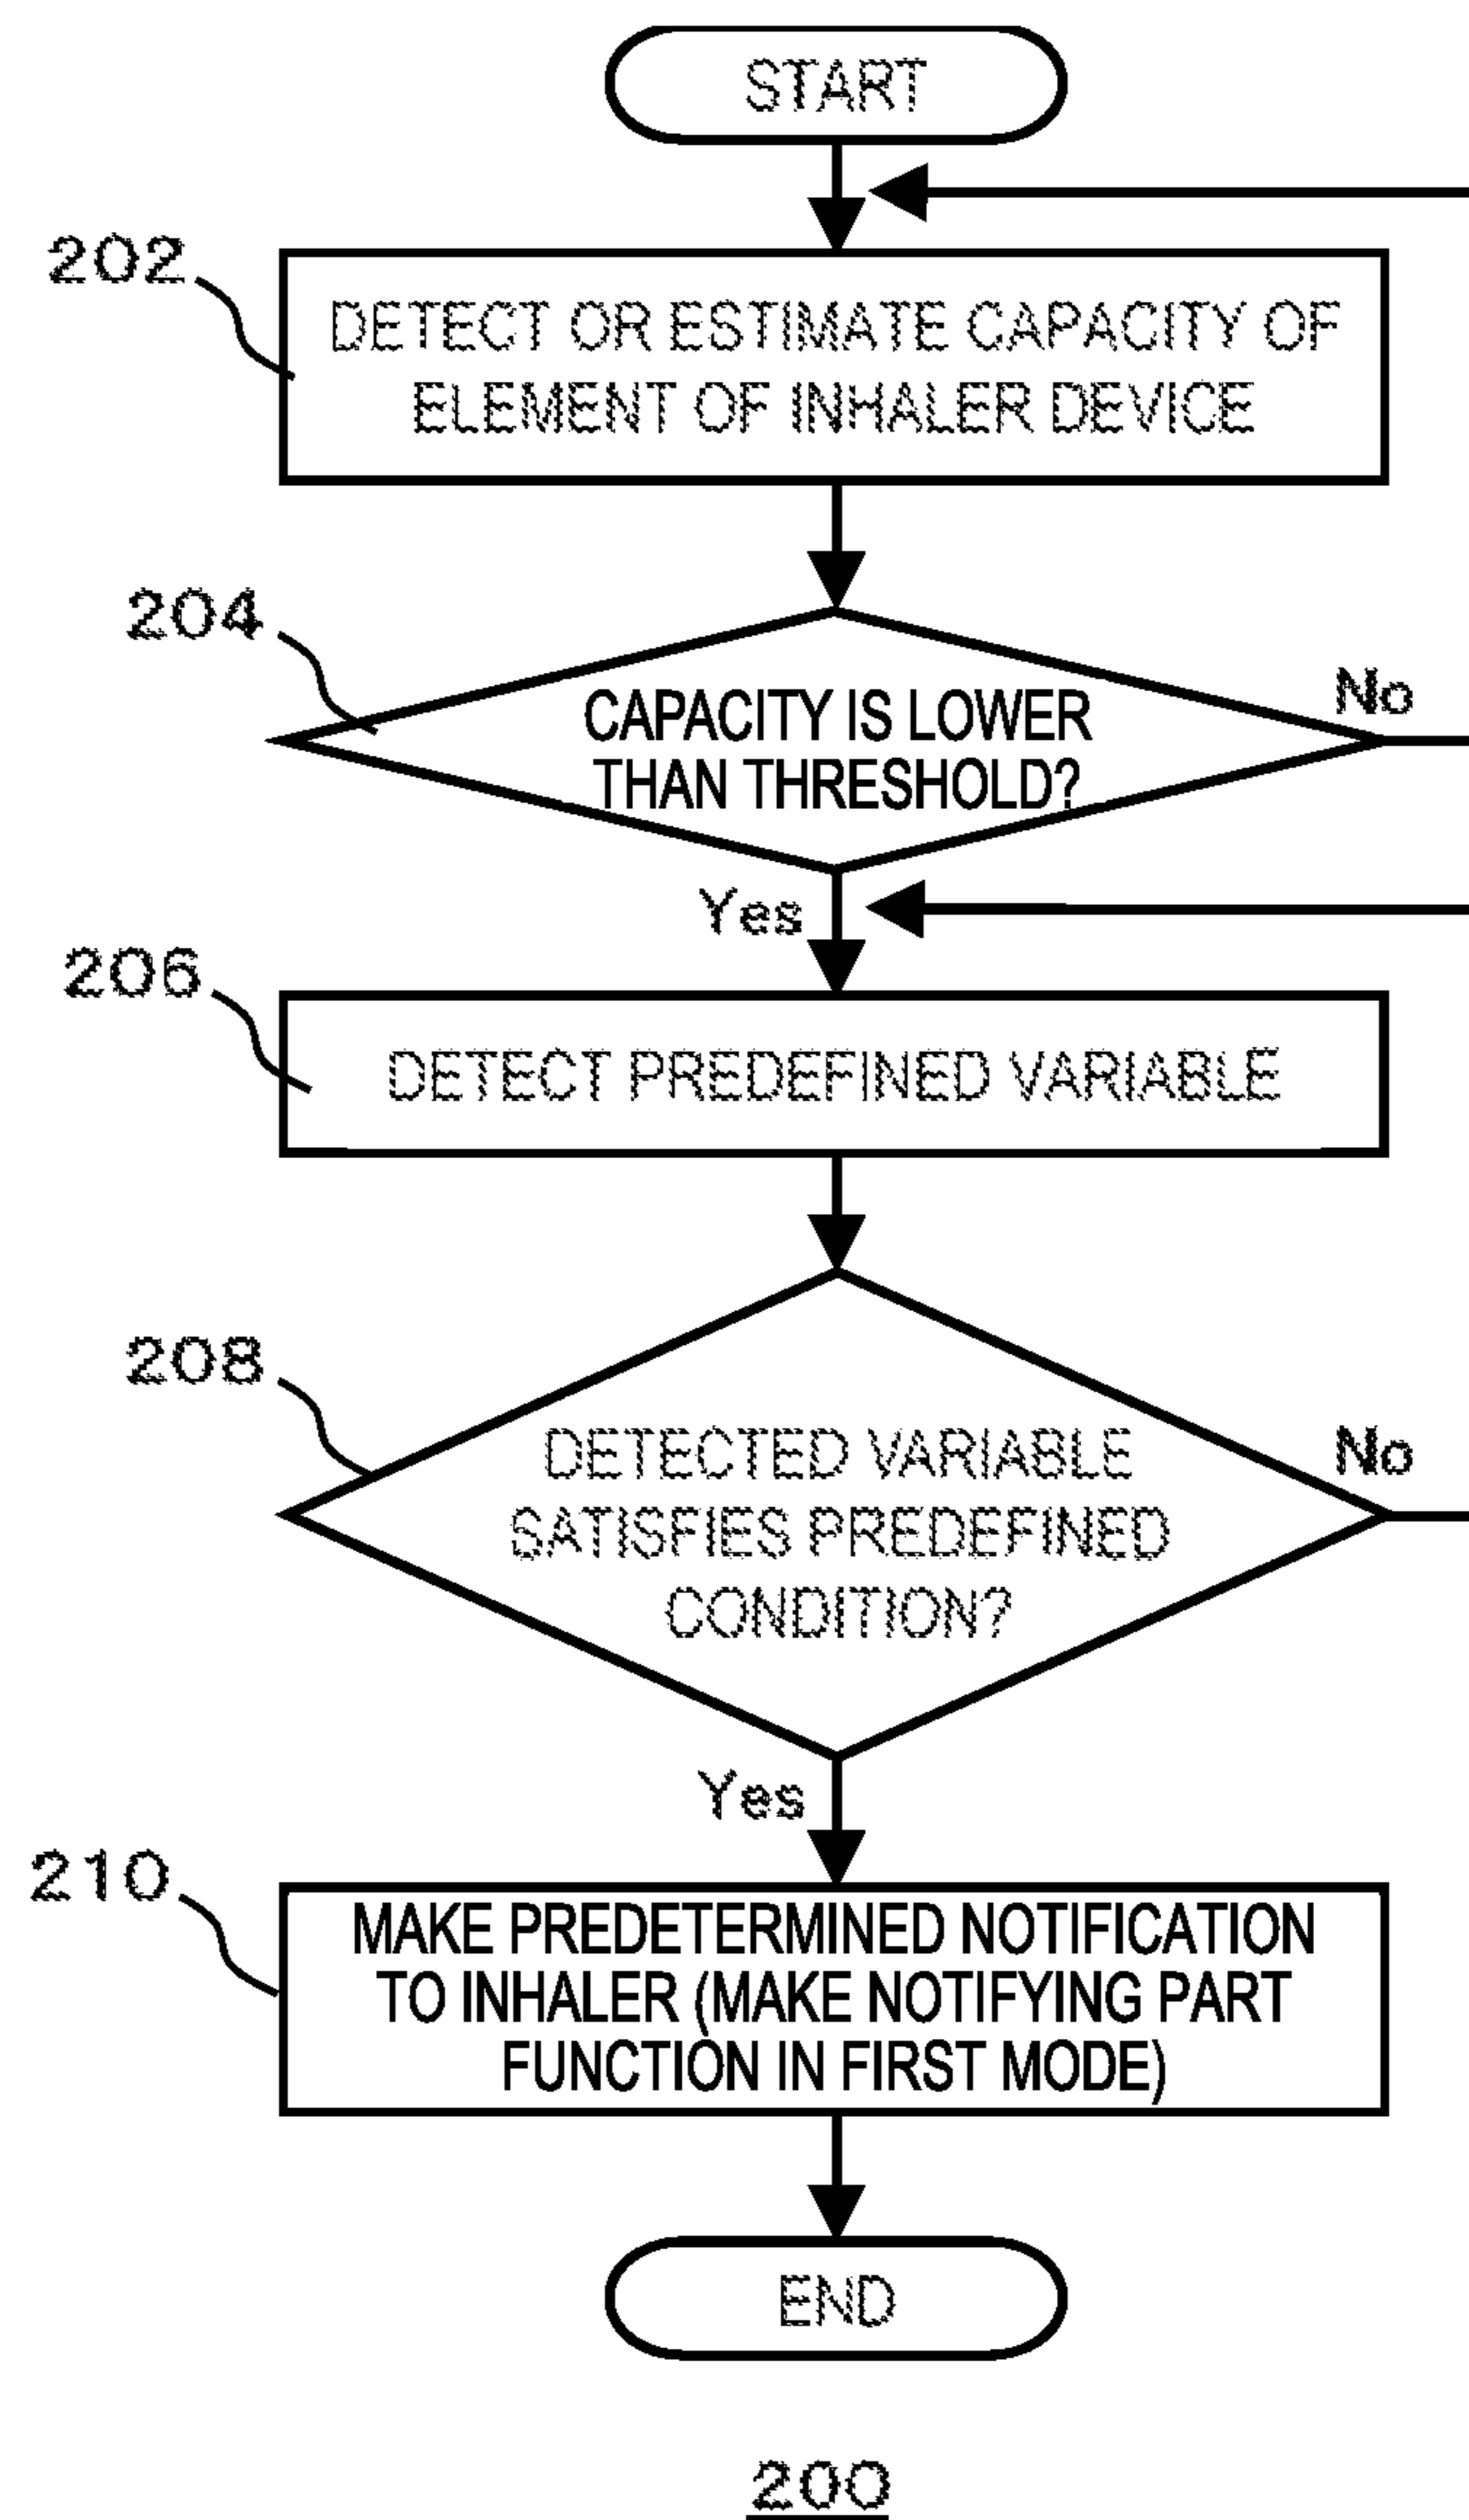 START
202
DETECT OR ESTIMATE CAPACITY OF
ELEMENT OF INHALER DEVICE
204
CAPACITY IS LOWER
THAN THRESHOLD?
No
Yes
206
DETECT PREDEFINED VARIABLE
208
DETECTED VARIABLE
SATISFIES PREDEFINED
CONDITION?
No
Yes
210
MAKE PREDETERMINED NOTIFICATION
TO INHALER (MAKE NOTIFYING PART
FUNCTION IN FIRST MODE)
END
200